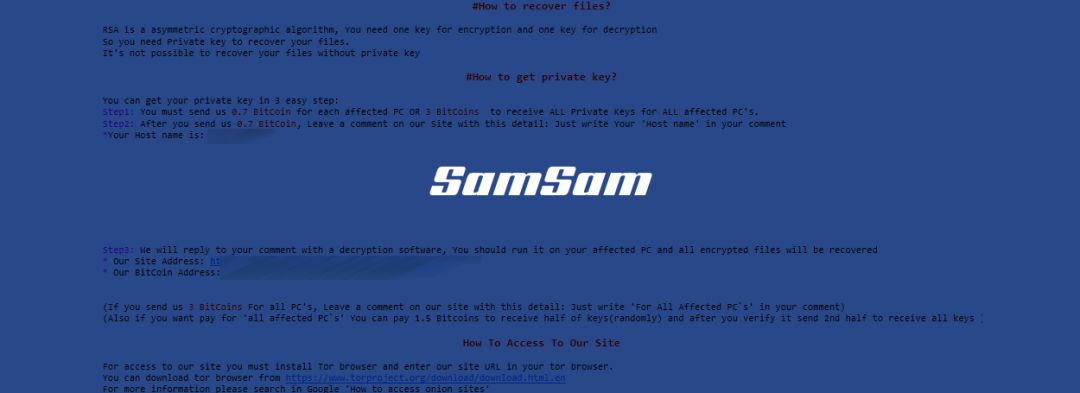 #How to recover files?
RSA is a asymmetric cryptographic algorithm, You need one key for encryption and one key for decryption
So you need Private key to recover your files.
It's not possible to recover your files without private key
#How to get private key?
You can get your private key in 3 easy step:
Step1: You must send us 0.7 BitCoin for each affected PC OR 3 BitCoins to receive ALL Private Keys for ALL affected PC's.
Step2: After you send us 0.7 BitCoin, Leave a comment on our Site with this detail: Just write Your 'Host name' in your comment
*Your Host name is:
SamSam
Step3: We will reply to your comment with a decryption software, You should run it on your affected PC and all encrypted files will be recovered
* Our Site Address: ht
* Our BitCoin Address:
(If you send us 3 BitCoins For all PC's, Leave a comment on our site with this detail: Just write 'For All Affected PC`s' in your comment)
(Also if you want pay for 'all affected PC`s' You can pay 1.5 Bitcoins to receive half of keys(randomly) and after you verify it send 2nd half to receive all keys )
How To Access To Our Site
For access to our site you must install Tor browser and enter our site URL in your tor browser.
You can download tor browser from https://www.torproject.org/download/download.html.en
For more information please search in Google 'How to access onion sites'